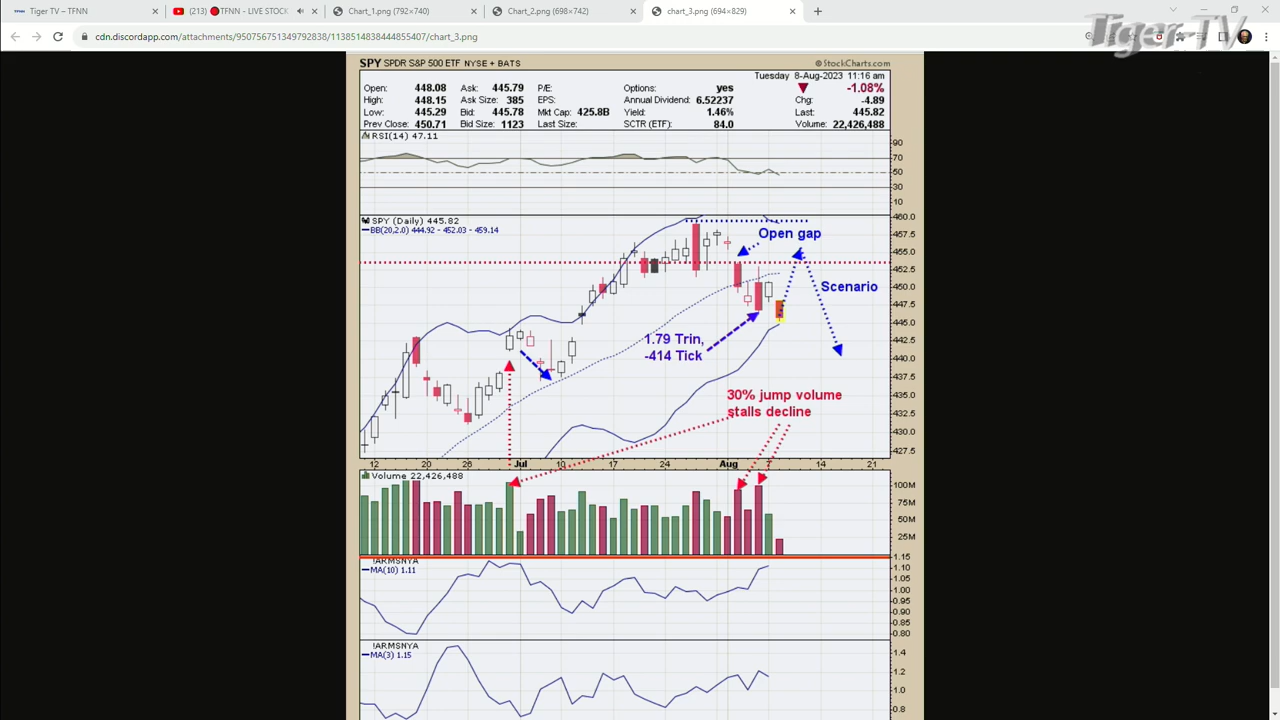 Tiger TV – TFNN
(213) 🔴TFNN - LIVE STOCK
Chart_1.png (792×740)
Chart_2.png (698×742)
chart_3.png (694×829)
cdn.discordapp.com/attachments/950756751349792838/1138514838444855407/chart_3.png
Tiger-TV
SPY SPDR S&P 500 ETF NYSE + BATS
© StockCharts.com
Tuesday 8-Aug-2023 11:16 am
Open: 448.08 Ask: 445.79 P/E: Options: yes -1.08%
High: 448.15 Ask Size: 385 EPS: Annual Dividend: 6.52237 Chg: -4.89
Low: 445.29 Bid: 445.78 Mkt Cap: 425.8B Yield: 1.46% Last: 445.82
Prev Close: 450.71 Bid Size: 1123 Last Size: SCTR (ETF): 84.0 Volume: 22,426,488
RSI(14) 47.11
90
70
50
30
10
SPY (Daily) 445.82
BB(20,2.0) 444.92 - 452.03 - 459.14
460.0
457.5
455.0
452.5
450.0
447.5
445.0
442.5
440.0
437.5
435.0
432.5
430.0
427.5
Open gap
Scenario
1.79 Trin,
-414 Tick
30% jump volume
stalls decline
12 20 26 Jul 10 17 24 Aug 7 14 21
Volume 22,426,488
100M
75M
50M
25M
!ARMSNYA
MA(10) 1.11
1.15
1.10
1.05
1.00
0.95
0.90
0.85
0.80
!ARMSNYA
MA(3) 1.15
1.4
1.2
1.0
0.8